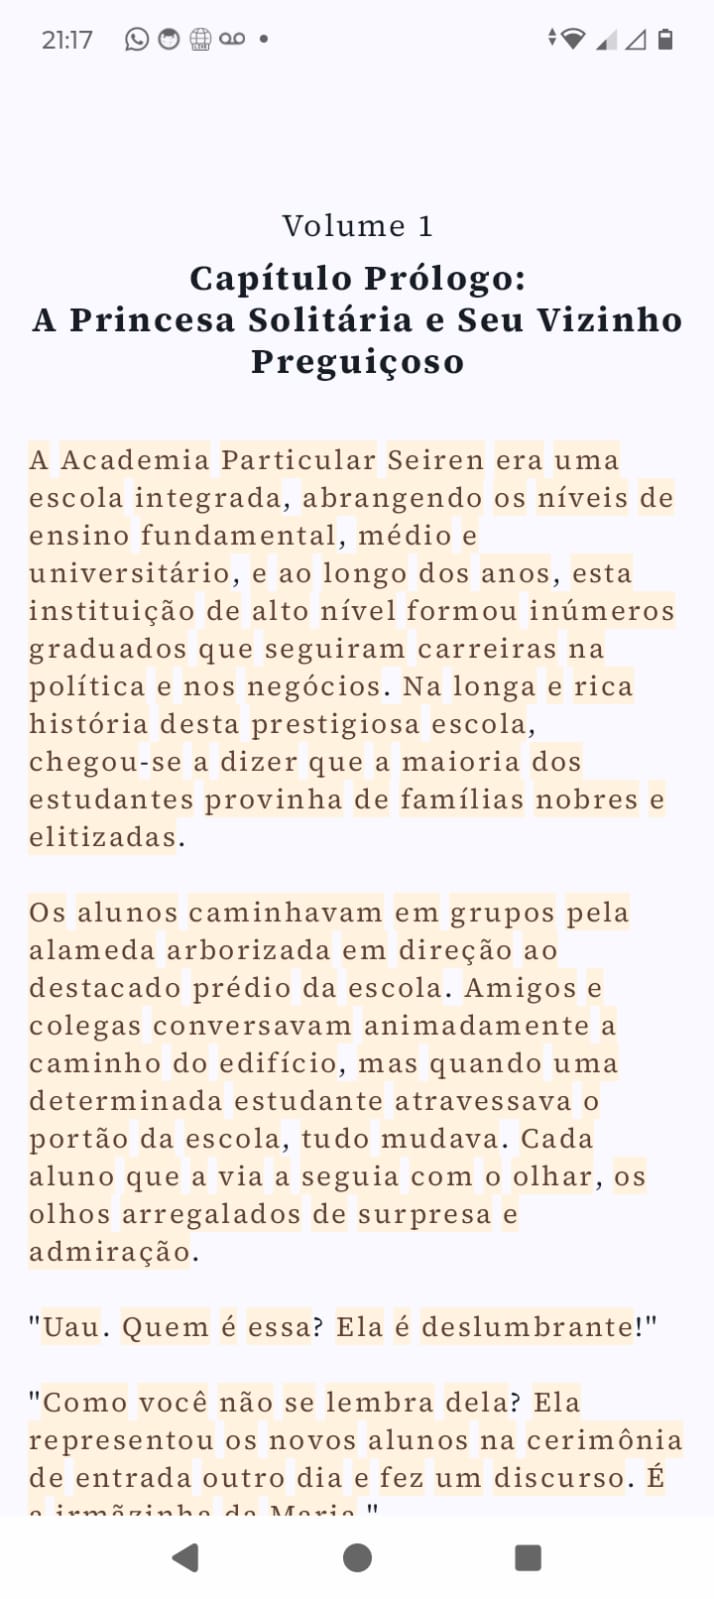 21:17
Volume 1
Capítulo Prólogo:
A Princesa Solitária e Seu Vizinho
Preguiçoso
A Academia Particular Seiren era uma
escola integrada, abrangendo os níveis de
ensino fundamental, médio e
universitário, e ao longo dos anos, esta
instituição de alto nível formou inúmeros
graduados que seguiram carreiras na
política e nos negócios. Na longa e rica
história desta prestigiosa escola,
chegou-se a dizer que a maioria dos
estudantes provinha de famílias nobres e
elitizadas.
Os alunos caminhavam em grupos pela
alameda arborizada em direção ao
destacado prédio da escola. Amigos e
colegas conversavam animadamente a
caminho do edifício, mas quando uma
determinada estudante atravessava o
portão da escola, tudo mudava. Cada
aluno que a via a seguia com o olhar, os
olhos arregalados de surpresa e
admiração.
"Uau. Quem é essa? Ela é deslumbrante!"
"Como você não se lembra dela? Ela
representou os novos alunos na cerimônia
de entrada outro dia e fez um discurso. É
a irmãzinha da Maria."